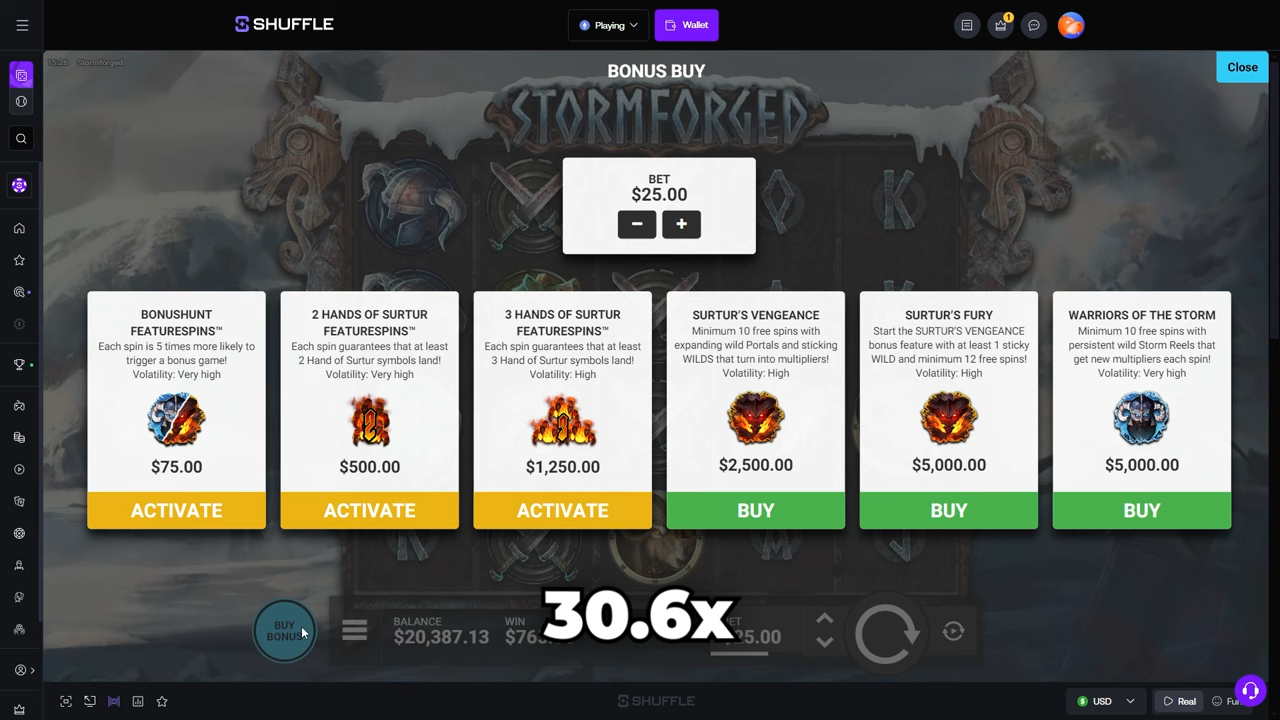 SHUFFLE
Playing
Wallet
1
15:26 Stormforged
BONUS BUY
Close
STORMFORGED
BET
$25.00
BONUSHUNT
FEATURESPINS™
Each spin is 5 times more likely to
trigger a bonus game!
Volatility: Very high
$75.00
ACTIVATE
2 HANDS OF SURTUR
FEATURESPINS™
Each spin guarantees that at least
2 Hand of Surtur symbols land!
Volatility: Very high
2
$500.00
ACTIVATE
3 HANDS OF SURTUR
FEATURESPINS™
Each spin guarantees that at least
3 Hand of Surtur symbols land!
Volatility: High
3
$1,250.00
ACTIVATE
SURTUR'S VENGEANCE
Minimum 10 free spins with
expanding wild Portals and sticking
WILDS that turn into multipliers!
Volatility: High
$2,500.00
BUY
SURTUR'S FURY
Start the SURTUR'S VENGEANCE
bonus feature with at least 1 sticky
WILD and minimum 12 free spins!
Volatility: High
$5,000.00
BUY
WARRIORS OF THE STORM
Minimum 10 free spins with
persistent wild Storm Reels that
get new multipliers each spin!
Volatility: Very high
$5,000.00
BUY
30.6x
BUY
BONUS
BALANCE
$20,387.13
WIN
SHUFFLE
USD
Real